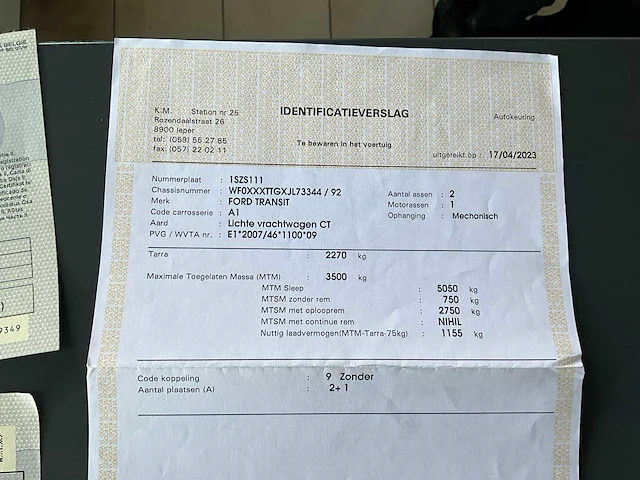 K.M. Station nr 25
Rozendaalstraat 26
8900 Ieper
tel: (059) 55 27 85
fax: (057) 22 02 11
IDENTIFICATIEVERSLAG
Te bewaren in het voertuig
Autokeuring
uitgereikt op : 17/04/2023
Nummerplaat : 1SZS111
Chassisnummer : WF0XXXTTGXJL73344 / 92
Merk : FORD TRANSIT
Code carrosserie : A1
Aard : Lichte vrachtwagen CT
PVG / WVTA nr. : E1*2007/46*1100*09
Aantal assen : 2
Motorassen : 1
Ophanging : Mechanisch
Tarra : 2270 kg
Maximale Toegelaten Massa (MTM) : 3500 kg
MTM Sleep : 5050 kg
MTSM zonder rem : 750 kg
MTSM met oplooprem : 2750 kg
MTSM met continue rem : NIHIL
Nuttig laadvermogen(MTM-Tarra-75kg) : 1155 kg
Code koppeling : 9 Zonder
Aantal plaatsen (A) : 2+ 1
9349